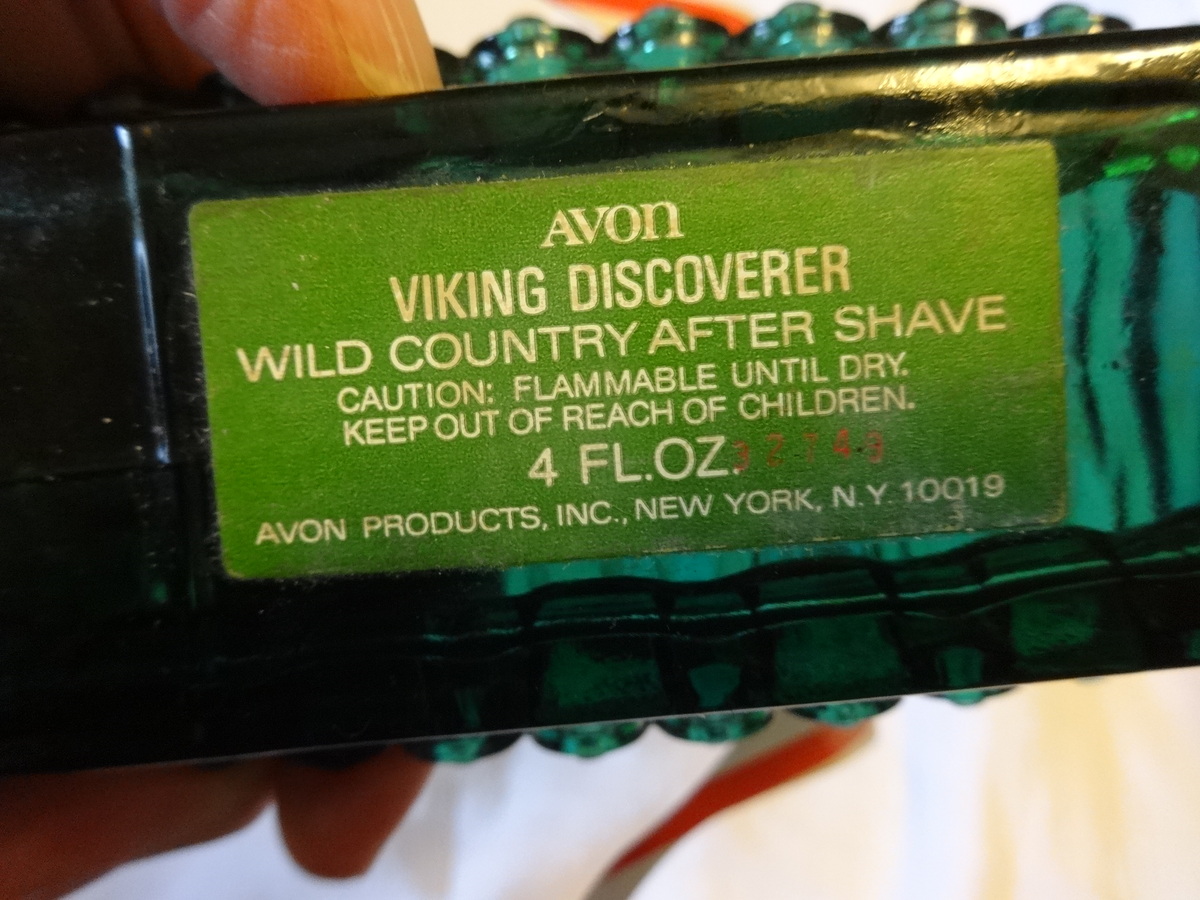 AVON
VIKING DISCOVERER
WILD COUNTRY AFTER SHAVE
CAUTION: FLAMMABLE UNTIL DRY.
KEEP OUT OF REACH OF CHILDREN.
4 FL.OZ.
AVON PRODUCTS, INC., NEW YORK, N.Y. 10019